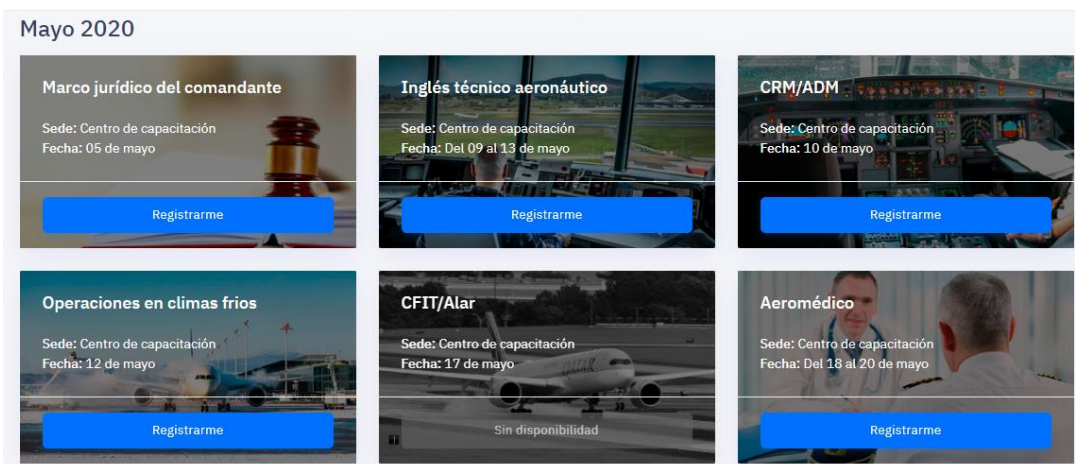 Mayo 2020
Marco jurídico del comandante
Sede: Centro de capacitación
Fecha: 05 de mayo
Registrarme
Inglés técnico aeronáutico
Sede: Centro de capacitación
Fecha: Del 09 al 13 de mayo
Registrarme
CRM/ADM
Sede: Centro de capacitación
Fecha: 10 de mayo
Registrarme
Operaciones en climas frios
Sede: Centro de capacitación
Fecha: 12 de mayo
Registrarme
CFIT/Alar
Sede: Centro de capacitación
Fecha: 17 de mayo
Sin disponibilidad
Aeromédico
Sede: Centro de capacitación
Fecha: Del 18 al 20 de mayo
Registrarme